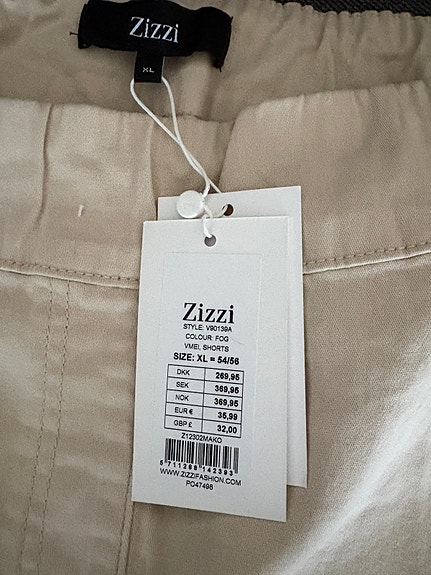 Zizzi
XL
Zizzi
STYLE: V90139A
COLOUR: FOG
VMEI, SHORTS
SIZE: XL = 54/56
DKK 269,95
SEK 369,95
NOK 369,95
EUR € 35,99
GBP £ 32,00
Z12302MAKO
5 711288 142393
WWW.ZIZZIFASHION.COM
PO47498